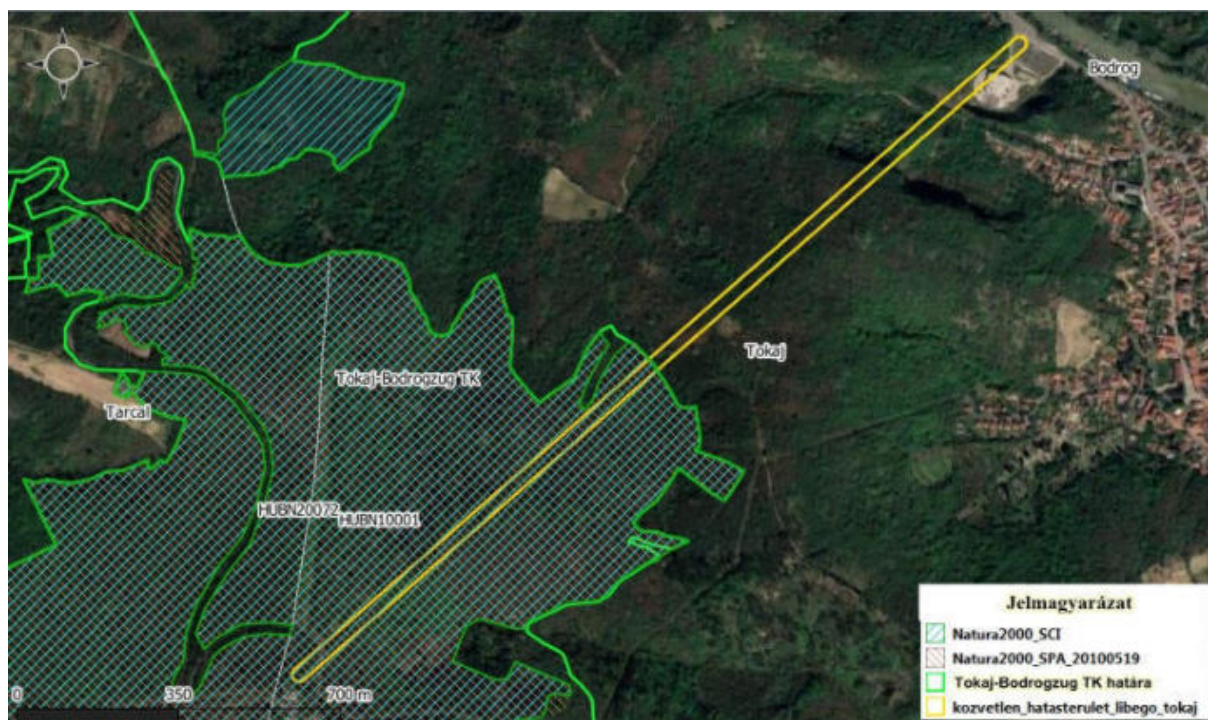 Bodrog
Tokaj
Tokaj-Bodrogzug TK
Tarcal
HUBN20072
HUBN10001
0 350 700 m
Jelmagyarázat
Natura2000_SCI
Natura2000_SPA_20100519
Tokaj-Bodrogzug TK határa
kozvetlen_hatasterulet_libego_tokaj